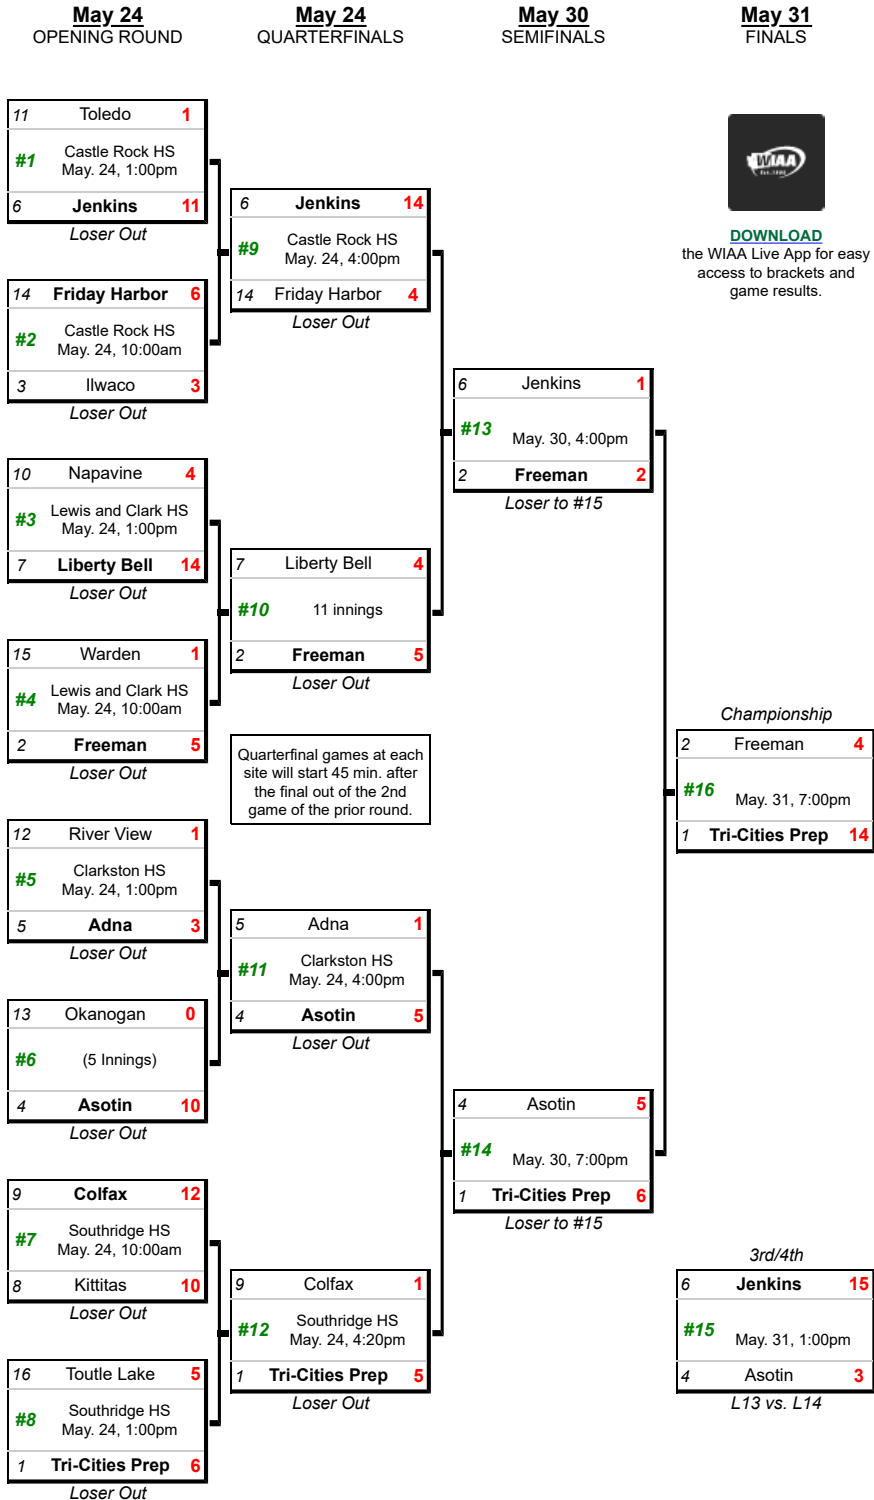 May 24
OPENING ROUND
May 24
QUARTERFINALS
May 30
SEMIFINALS
May 31
FINALS
11 Toledo 1
#1
Castle Rock HS
May. 24, 1:00pm
6 Jenkins 11
Loser Out
14 Friday Harbor 6
#2
Castle Rock HS
May. 24, 10:00am
3 Ilwaco 3
Loser Out
10 Napavine 4
#3
Lewis and Clark HS
May. 24, 1:00pm
7 Liberty Bell 14
Loser Out
15 Warden 1
#4
Lewis and Clark HS
May. 24, 10:00am
2 Freeman 5
Loser Out
12 River View 1
#5
Clarkston HS
May. 24, 1:00pm
5 Adna 3
Loser Out
13 Okanogan 0
#6
(5 Innings)
4 Asotin 10
Loser Out
9 Colfax 12
#7
Southridge HS
May. 24, 10:00am
8 Kittitas 10
Loser Out
16 Toutle Lake 5
#8
Southridge HS
May. 24, 1:00pm
1 Tri-Cities Prep 6
Loser Out
6 Jenkins 14
#9
Castle Rock HS
May. 24, 4:00pm
14 Friday Harbor 4
Loser Out
7 Liberty Bell 4
#10
11 innings
2 Freeman 5
Loser Out
Quarterfinal games at each
site will start 45 min. after
the final out of the 2nd
game of the prior round.
5 Adna 1
#11
Clarkston HS
May. 24, 4:00pm
4 Asotin 5
Loser Out
9 Colfax 1
#12
Southridge HS
May. 24, 4:20pm
1 Tri-Cities Prep 5
Loser Out
6 Jenkins 1
#13
May. 30, 4:00pm
2 Freeman 2
Loser to #15
4 Asotin 5
#14
May. 30, 7:00pm
1 Tri-Cities Prep 6
Loser to #15
WIAA
DOWNLOAD
the WIAA Live App for easy
access to brackets and
game results.
Championship
2 Freeman 4
#16
May. 31, 7:00pm
1 Tri-Cities Prep 14
3rd/4th
6 Jenkins 15
#15
May. 31, 1:00pm
4 Asotin 3
L13 vs. L14